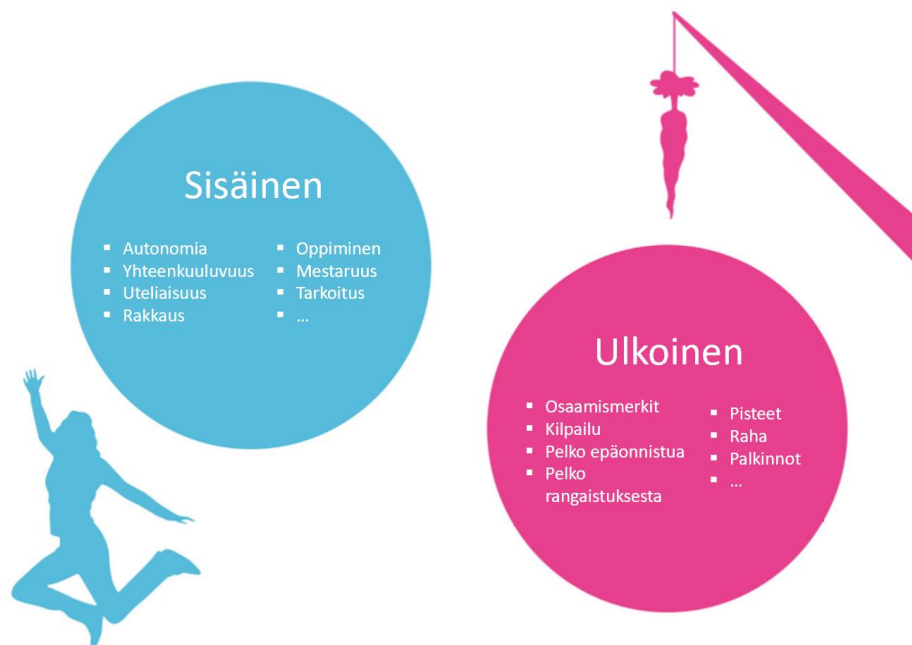 Sisäinen
▪ Autonomia
▪ Yhteenkuuluvuus
▪ Uteliaisuus
▪ Rakkaus
▪ Oppiminen
▪ Mestaruus
▪ Tarkoitus
▪ ...
Ulkoinen
▪ Osaamismerkit
▪ Kilpailu
▪ Pelko epäonnistua
▪ Pelko
rangaistuksesta
▪ Pisteet
▪ Raha
▪ Palkinnot
▪ ...